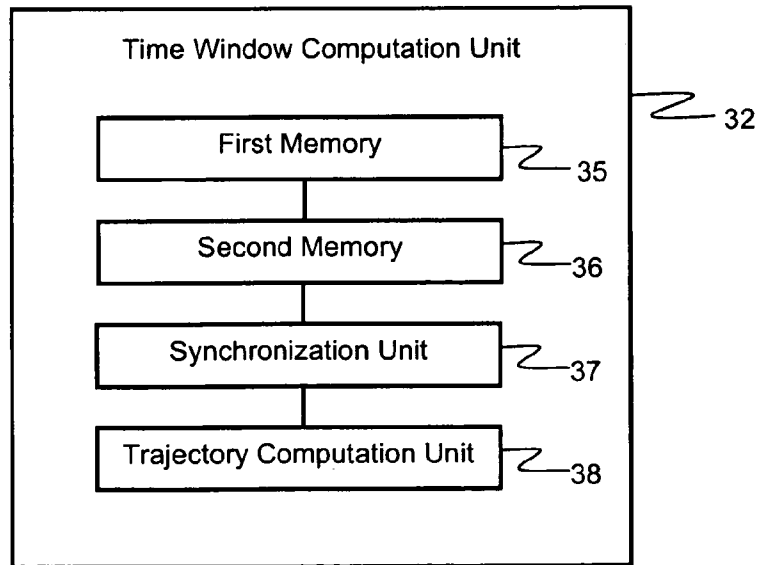 Time Window Computation Unit
32
First Memory
35
Second Memory
36
Synchronization Unit
37
Trajectory Computation Unit
38